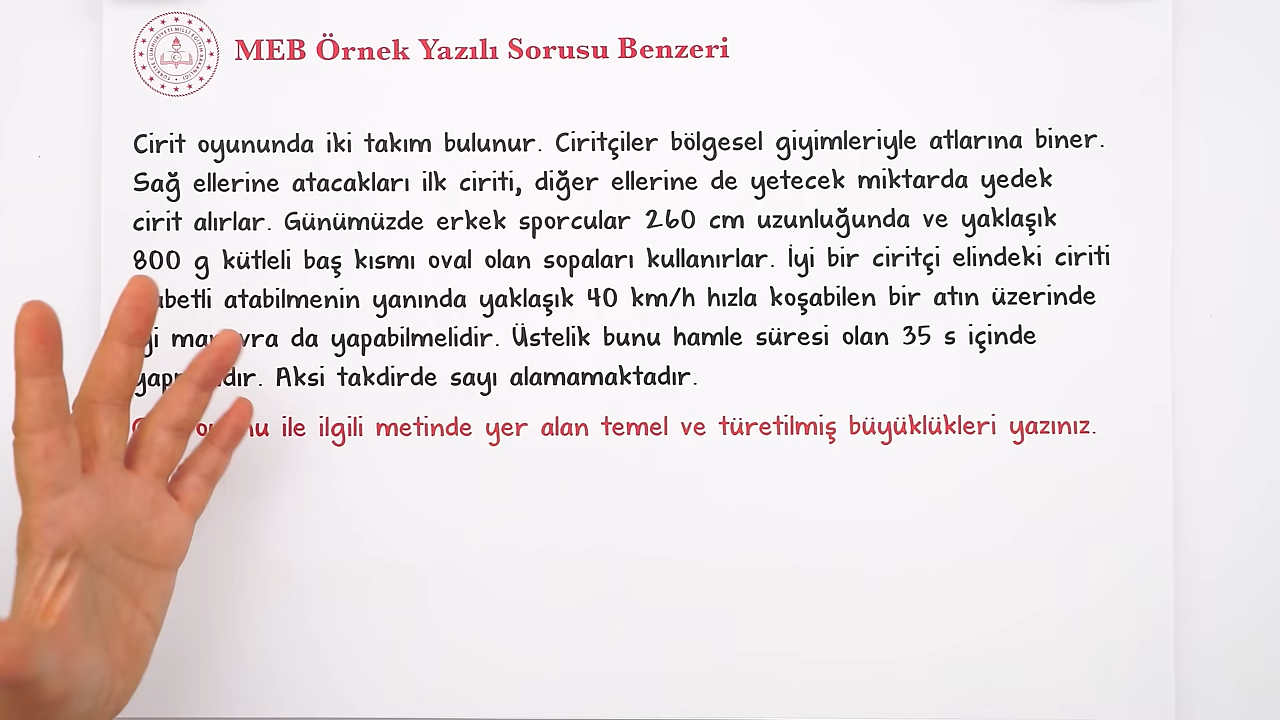 MEB Örnek Yazılı Sorusu Benzeri
Cirit oyununda iki takım bulunur. Ciritçiler bölgesel giyimleriyle atlarına biner.
Sağ ellerine atacakları ilk ciriti, diğer ellerine de yetecek miktarda yedek
cirit alırlar. Günümüzde erkek sporcular 260 cm uzunluğunda ve yaklaşık
800 g kütleli baş kısmı oval olan sopaları kullanırlar. İyi bir ciritçi elindeki ciriti
atabilmenin yanında yaklaşık 40 km/h hızla koşabilen bir atın üzerinde
da yapabilmelidir. Üstelik bunu hamle süresi olan 35 s içinde
Aksi takdirde sayı alamamaktadır.
ile ilgili metinde yer alan temel ve türetilmiş büyüklükleri yazınız.